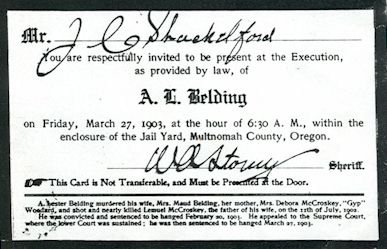 Mr. J C Shackelford
You are respectfully invited to be present at the Execution,
as provided by law, of
A. L. Belding
on Friday, March 27, 1903, at the hour of 6:30 A. M., within the
enclosure of the Jail Yard, Multnomah County, Oregon.
W A Storey Sheriff.
This Card is Not Transferable, and Must be Presented at the Door.
A. Lester Belding murdered his wife, Mrs. Maud Belding, her mother, Mrs. Debora McCroskey, "Gyp"
Woodard, and shot and nearly killed Lemuel McCroskey, the father of his wife, on the 11th of July, 1902.
He was convicted and sentenced to be hanged February 20, 1903. He appealed to the Supreme Court,
where the lower Court was sustained; he was then sentenced to be hanged March 27, 1903.